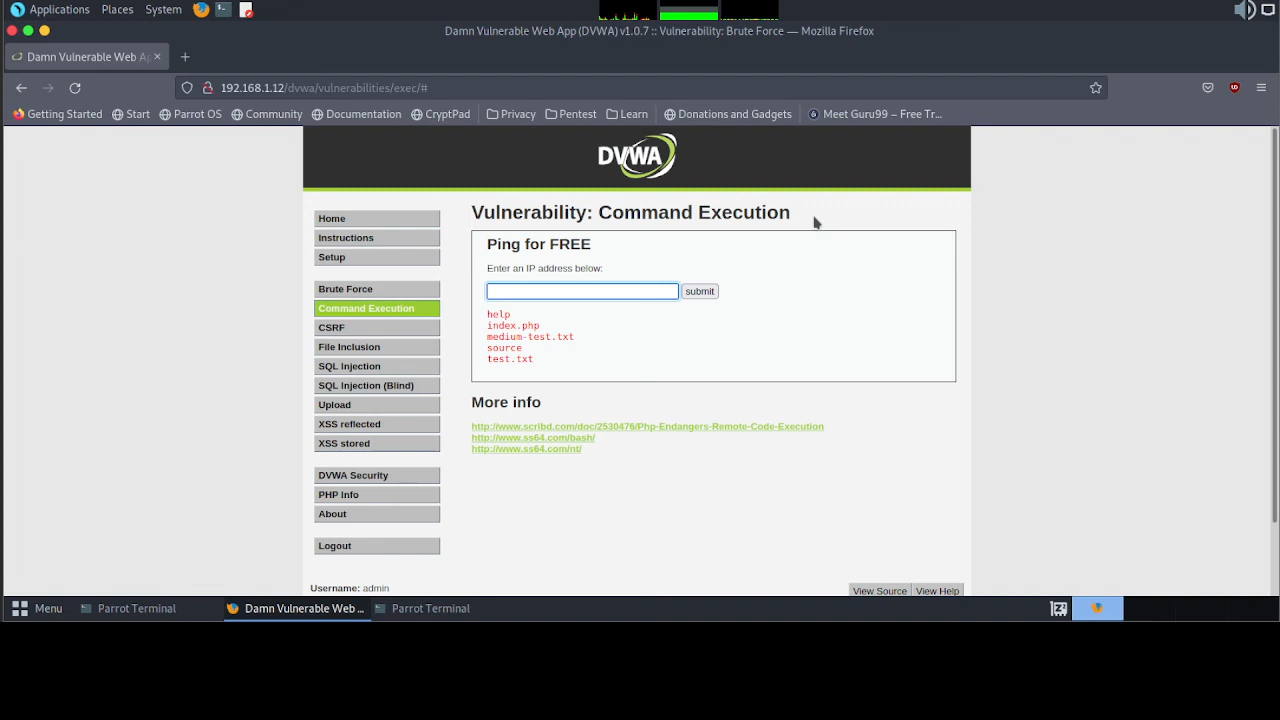 Applications Places System
Damn Vulnerable Web App (DVWA) v1.0.7 :: Vulnerability: Brute Force — Mozilla Firefox
Damn Vulnerable Web Ap
192.168.1.12/dvwa/vulnerabilities/exec/#
Getting Started Start Parrot OS Community Documentation CryptPad Privacy Pentest Learn Donations and Gadgets Meet Guru99 – Free Tr...
DVWA
Home
Instructions
Setup
Brute Force
Command Execution
CSRF
File Inclusion
SQL Injection
SQL Injection (Blind)
Upload
XSS reflected
XSS stored
DVWA Security
PHP Info
About
Logout
Vulnerability: Command Execution
Ping for FREE
Enter an IP address below:
submit
help
index.php
medium-test.txt
source
test.txt
More info
http://www.scribd.com/doc/2530476/Php-Endangers-Remote-Code-Execution
http://www.ss64.com/bash/
http://www.ss64.com/nt/
Username: admin
View Source View Help
Menu Parrot Terminal Damn Vulnerable Web ... Parrot Terminal